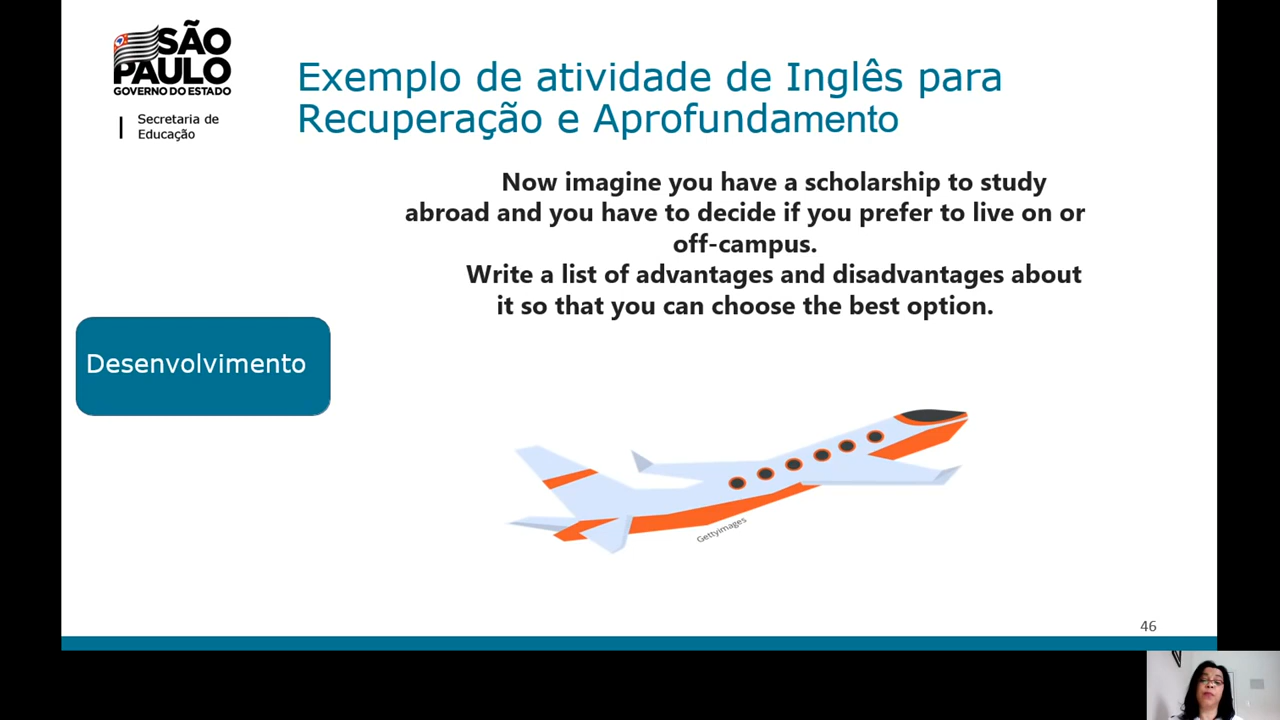 SÃO
PAULO
GOVERNO DO ESTADO
Secretaria de
Educação
Exemplo de atividade de Inglês para
Recuperação e Aprofundamento
Now imagine you have a scholarship to study
abroad and you have to decide if you prefer to live on or
off-campus.
Write a list of advantages and disadvantages about
it so that you can choose the best option.
Desenvolvimento
Gettyimages
46